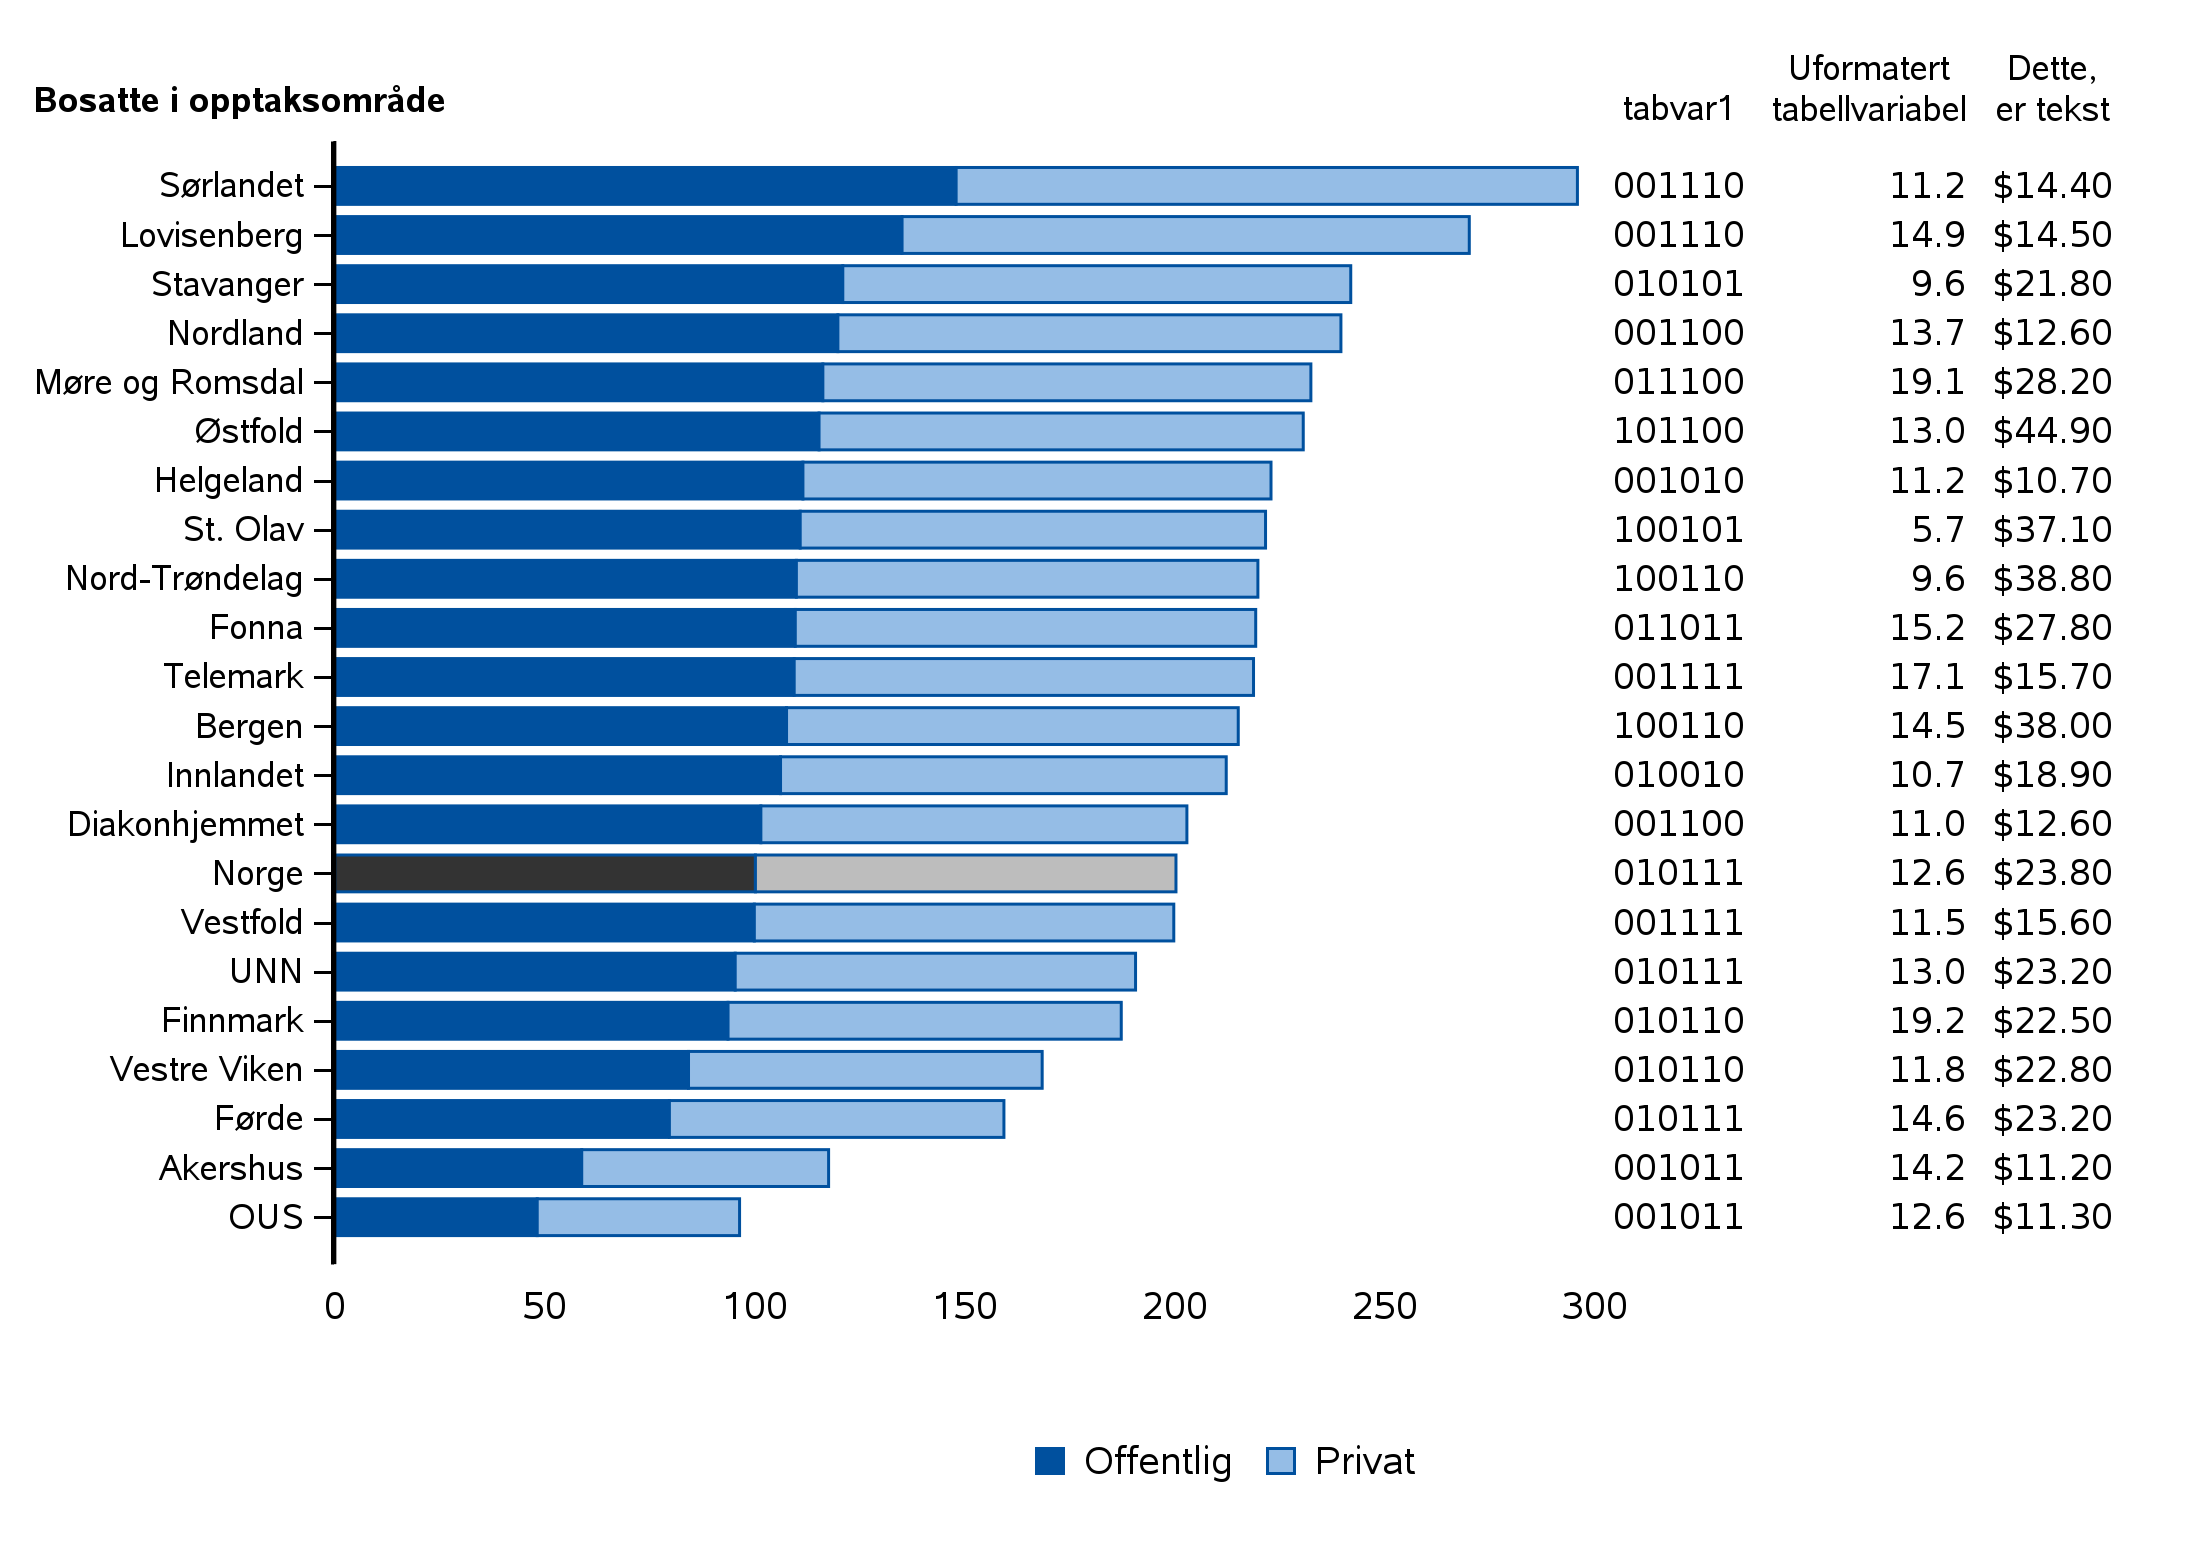 Bosatte i opptaksområde
tabvar1
Uformatert
tabellvariabel
Dette,
er tekst
Sørlandet 001110 11.2 $14.40
Lovisenberg 001110 14.9 $14.50
Stavanger 010101 9.6 $21.80
Nordland 001100 13.7 $12.60
Møre og Romsdal 011100 19.1 $28.20
Østfold 101100 13.0 $44.90
Helgeland 001010 11.2 $10.70
St. Olav 100101 5.7 $37.10
Nord-Trøndelag 100110 9.6 $38.80
Fonna 011011 15.2 $27.80
Telemark 001111 17.1 $15.70
Bergen 100110 14.5 $38.00
Innlandet 010010 10.7 $18.90
Diakonhjemmet 001100 11.0 $12.60
Norge 010111 12.6 $23.80
Vestfold 001111 11.5 $15.60
UNN 010111 13.0 $23.20
Finnmark 010110 19.2 $22.50
Vestre Viken 010110 11.8 $22.80
Førde 010111 14.6 $23.20
Akershus 001011 14.2 $11.20
OUS 001011 12.6 $11.30
0 50 100 150 200 250 300
Offentlig Privat